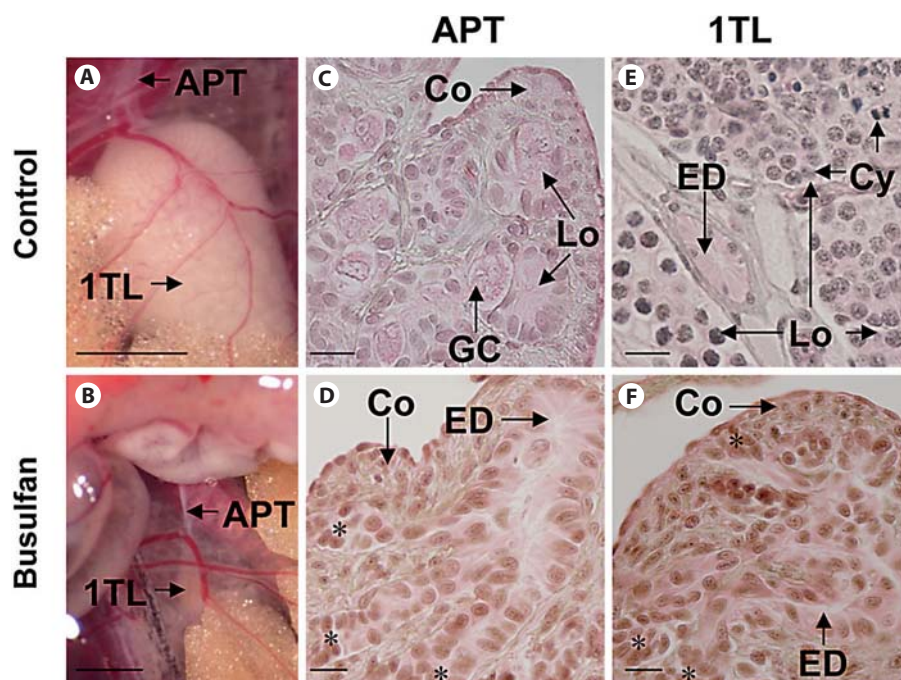 APT 1TL
Control
A APT 1TL
C Co Lo GC
E ED Cy Lo
Busulfan
B APT 1TL
D Co ED * * *
F Co * * * ED